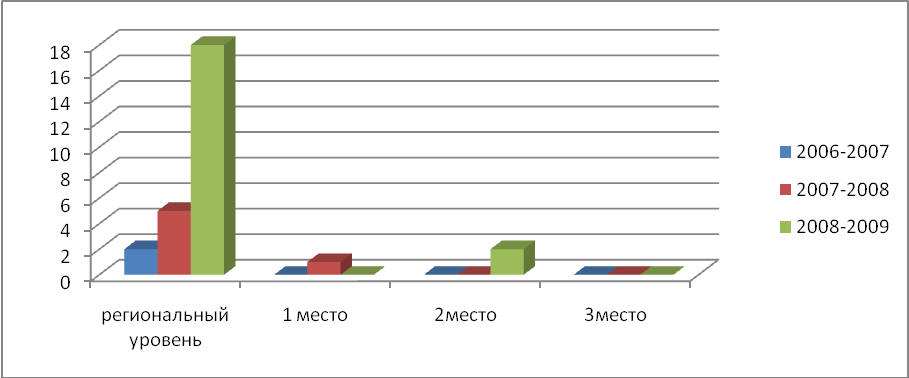 18
16
14
12
10
8
6
4
2
0
региональный
уровень
1 место
2место
3место
2006-2007
2007-2008
2008-2009